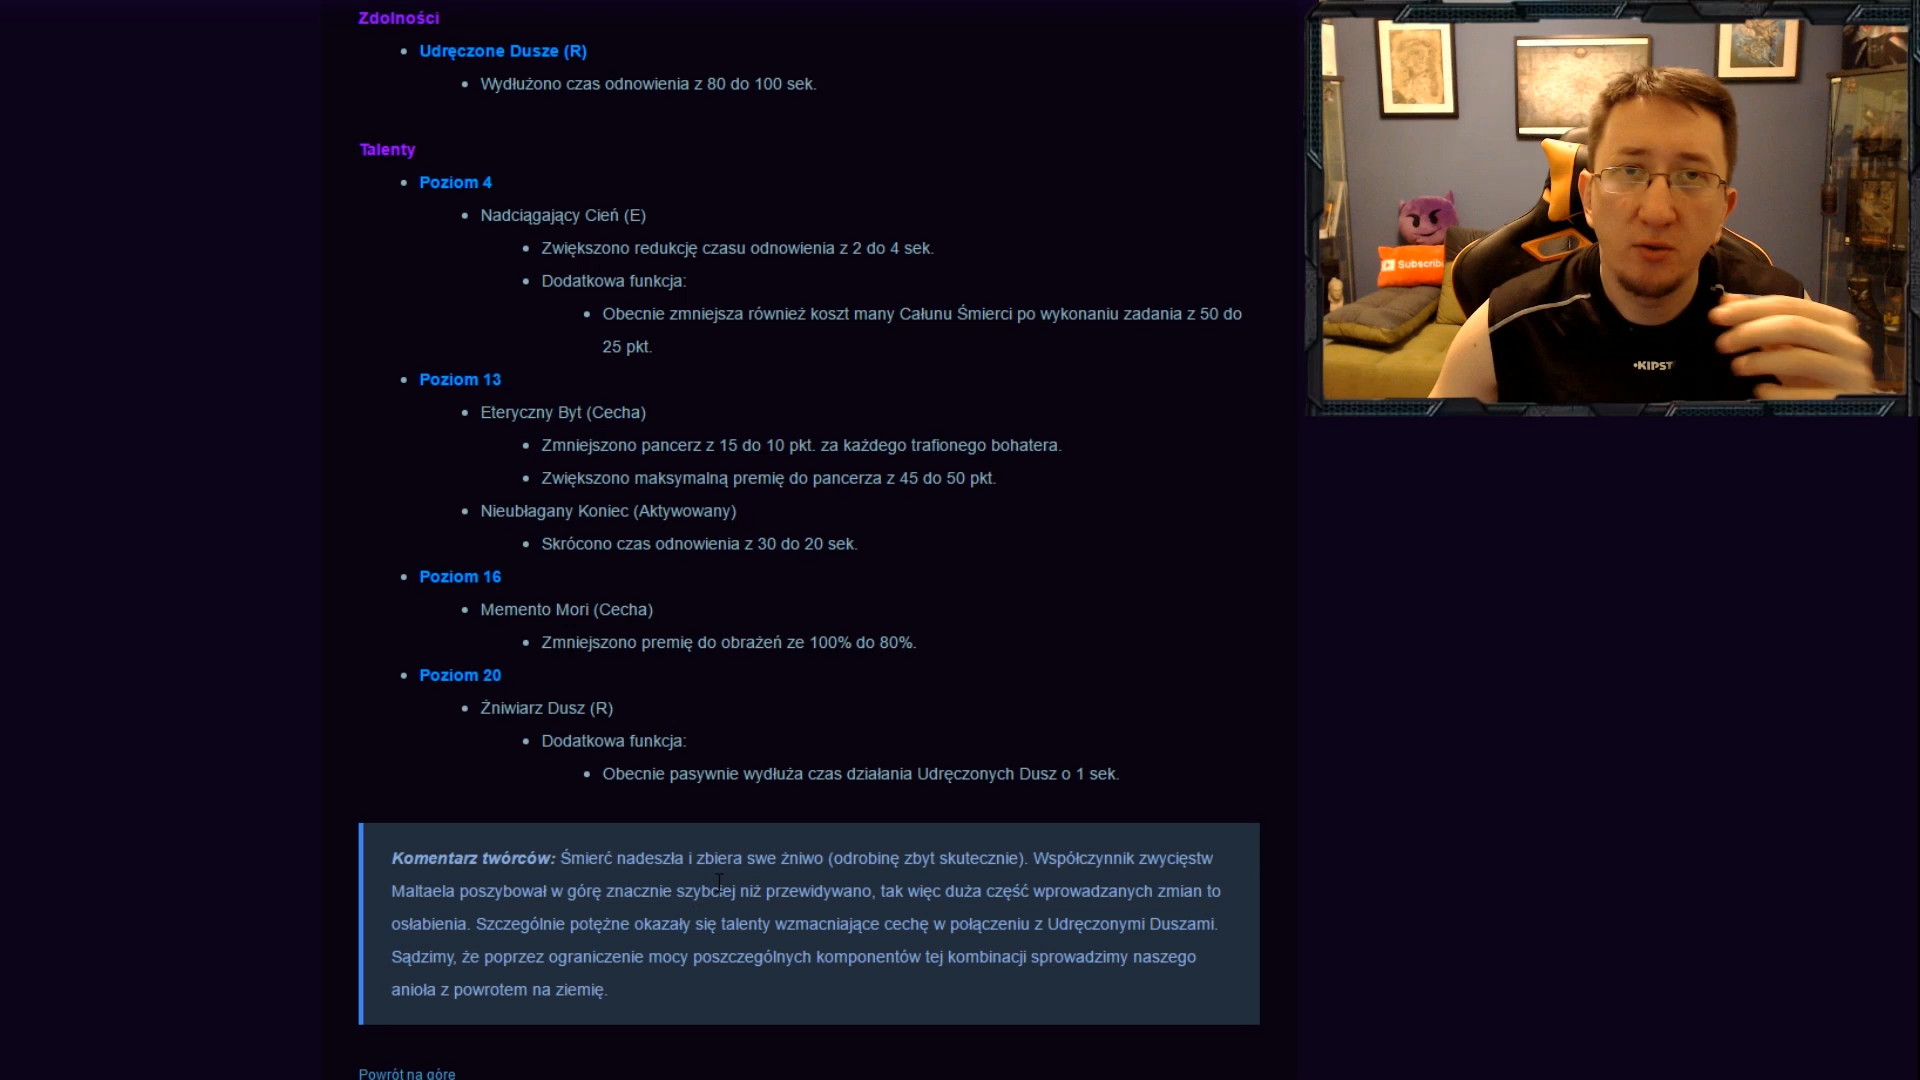 Zdolności
Udręczone Dusze (R)
Wydłużono czas odnowienia z 80 do 100 sek.
Talenty
Poziom 4
Nadciągający Cień (E)
Zwiększono redukcję czasu odnowienia z 2 do 4 sek.
Dodatkowa funkcja:
Obecnie zmniejsza również koszt many Całunu Śmierci po wykonaniu zadania z 50 do
25 pkt.
Poziom 13
Eteryczny Byt (Cecha)
Zmniejszono pancerz z 15 do 10 pkt. za każdego trafionego bohatera.
Zwiększono maksymalną premię do pancerza z 45 do 50 pkt.
Nieubłagany Koniec (Aktywowany)
Skrócono czas odnowienia z 30 do 20 sek.
Poziom 16
Memento Mori (Cecha)
Zmniejszono premię do obrażeń ze 100% do 80%.
Poziom 20
Żniwiarz Dusz (R)
Dodatkowa funkcja:
Obecnie pasywnie wydłuża czas działania Udręczonych Dusz o 1 sek.
Komentarz twórców: Śmierć nadeszła i zbiera swe żniwo (odrobinę zbyt skutecznie). Współczynnik zwycięstw
Maltaela poszybował w górę znacznie szybciej niż przewidywano, tak więc duża część wprowadzanych zmian to
osłabienia. Szczególnie potężne okazały się talenty wzmacniające cechę w połączeniu z Udręczonymi Duszami.
Sądzimy, że poprzez ograniczenie mocy poszczególnych komponentów tej kombinacji sprowadzimy naszego
anioła z powrotem na ziemię.
Powrót na górę
Subscrib
KIPST